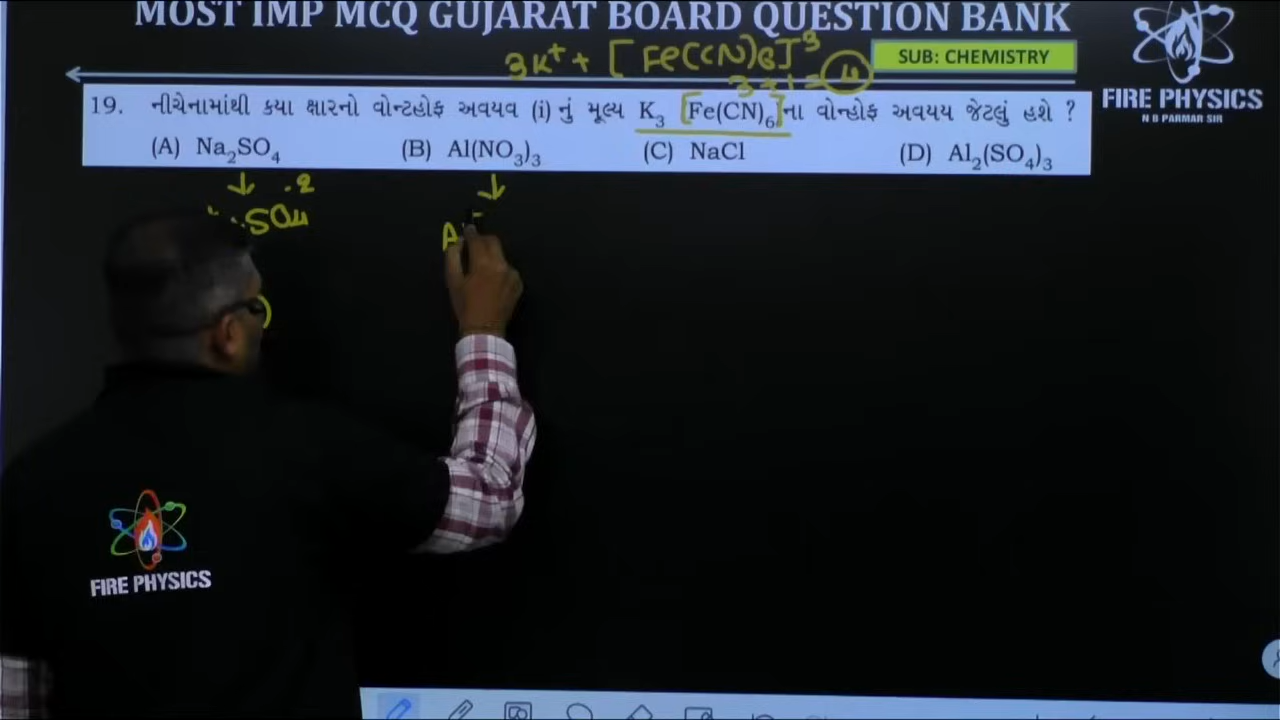 MOST IMP MCQ GUJARAT BOARD QUESTION BANK
SUB: CHEMISTRY
3K⁺ + [Fe(CN)6]³
3+1=4
FIRE PHYSICS
N B PARMAR SIR
19. નીચેનામાંથી કયા ક્ષારનો વોન્ટહોફ અવયવ (i) નું મૂલ્ય K₃ [Fe(CN)₆]ના વોન્હોફ અવયય જેટલું હશે ?
(A) Na₂SO₄ (B) Al(NO₃)₃ (C) NaCl (D) Al₂(SO₄)₃
SO4
FIRE PHYSICS